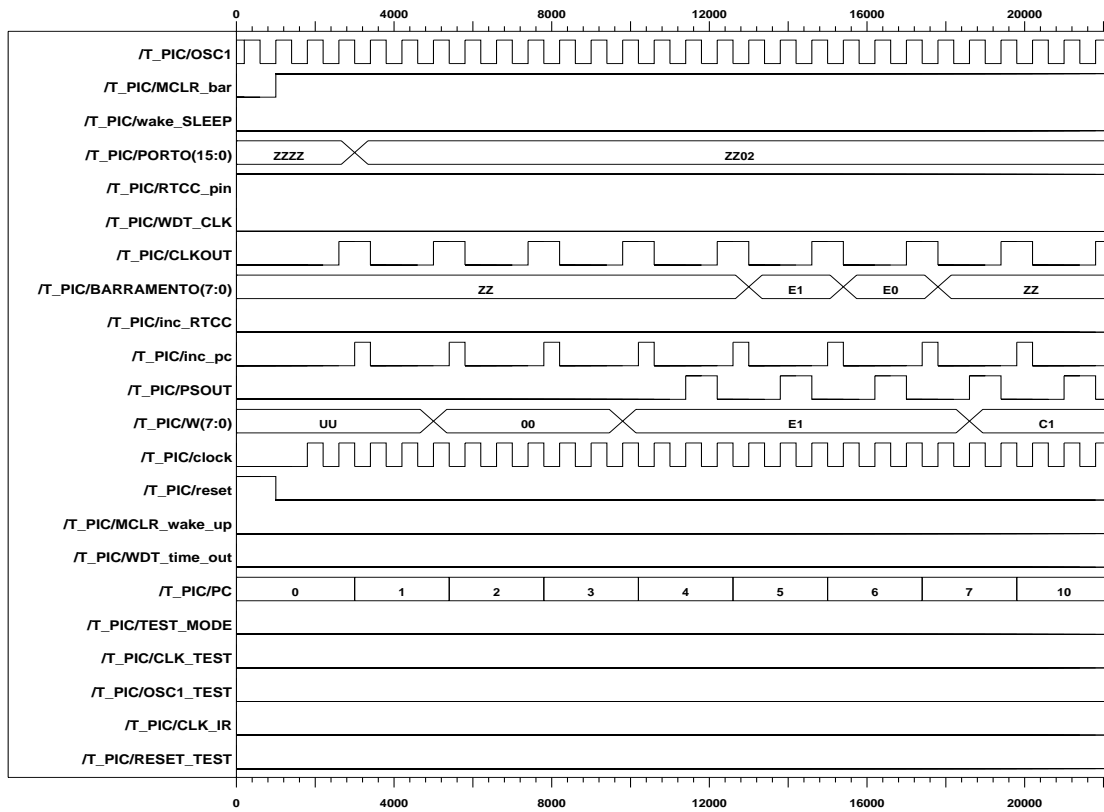 0 4000 8000 12000 16000 20000
/T_PIC/OSC1
/T_PIC/MCLR_bar
/T_PIC/wake_SLEEP
/T_PIC/PORTO(15:0) ZZZZ ZZ02
/T_PIC/RTCC_pin
/T_PIC/WDT_CLK
/T_PIC/CLKOUT
/T_PIC/BARRAMENTO(7:0) ZZ E1 E0 ZZ
/T_PIC/inc_RTCC
/T_PIC/inc_pc
/T_PIC/PSOUT
/T_PIC/W(7:0) UU 00 E1 C1
/T_PIC/clock
/T_PIC/reset
/T_PIC/MCLR_wake_up
/T_PIC/WDT_time_out
/T_PIC/PC 0 1 2 3 4 5 6 7 10
/T_PIC/TEST_MODE
/T_PIC/CLK_TEST
/T_PIC/OSC1_TEST
/T_PIC/CLK_IR
/T_PIC/RESET_TEST
0 4000 8000 12000 16000 20000